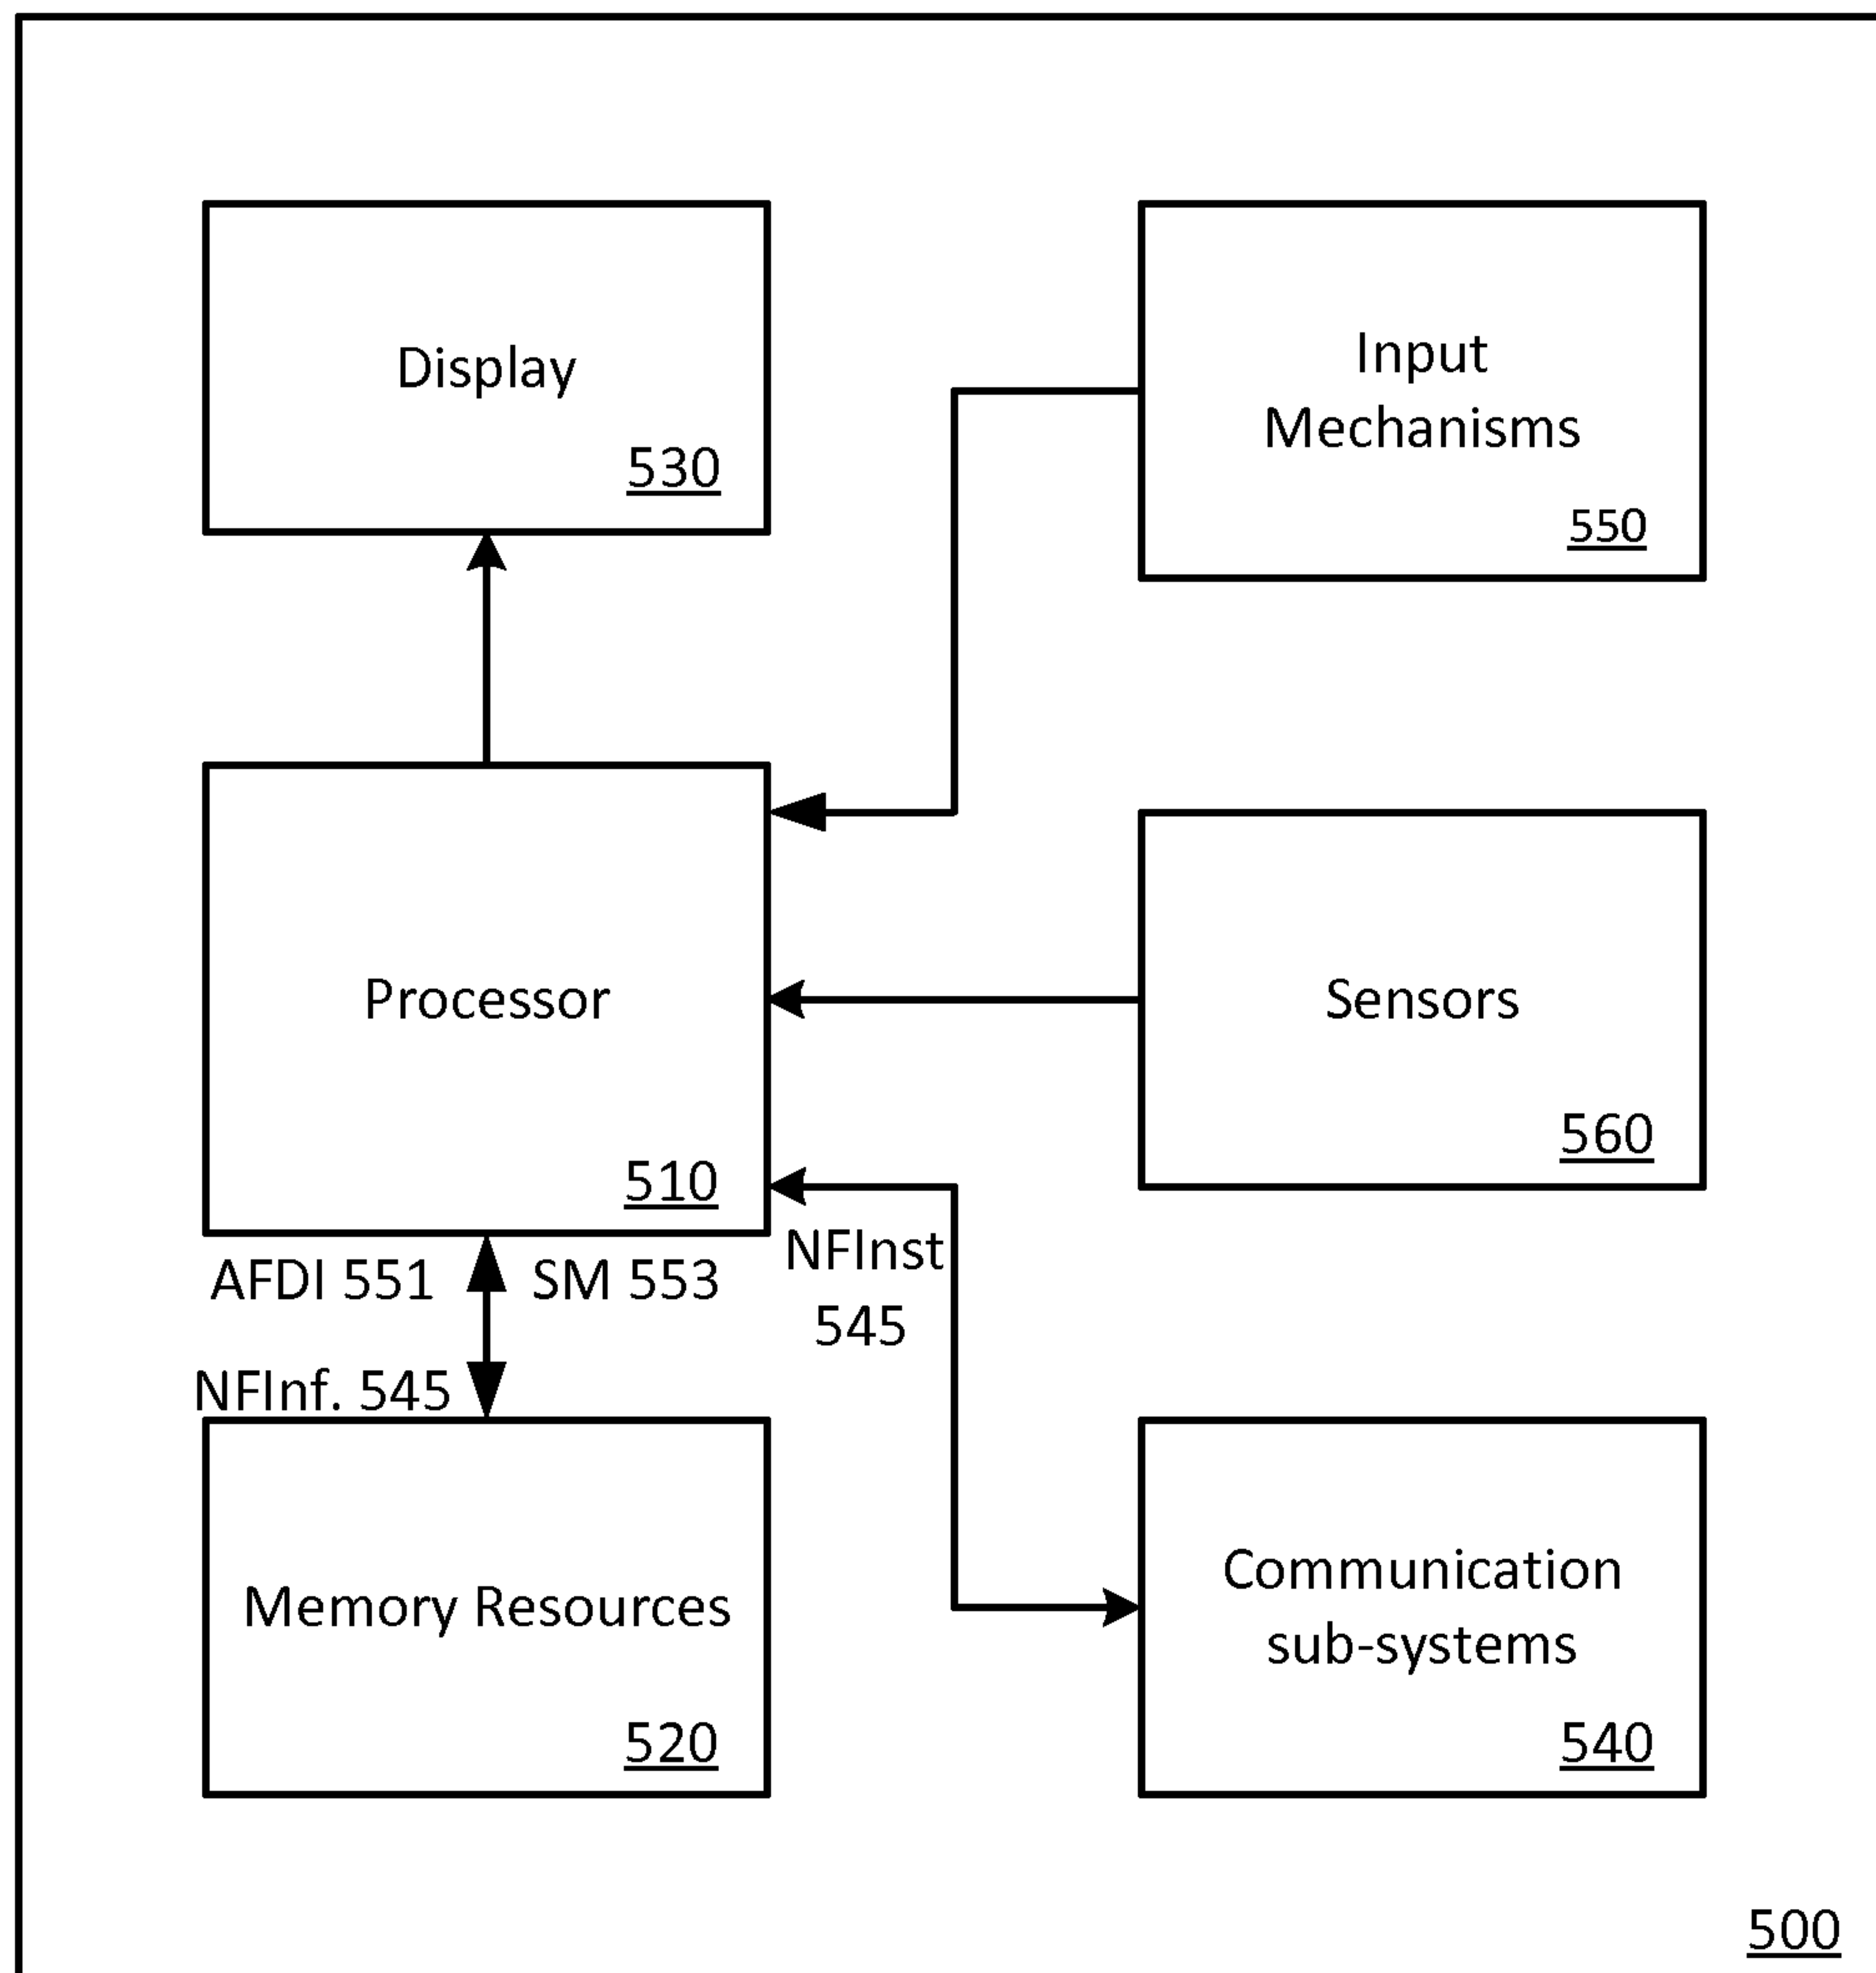 Display
530
Input
Mechanisms
550
Processor
510
Sensors
560
AFDI 551
SM 553
NFInst
545
NFInf. 545
Memory Resources
520
Communication
sub-systems
540
500